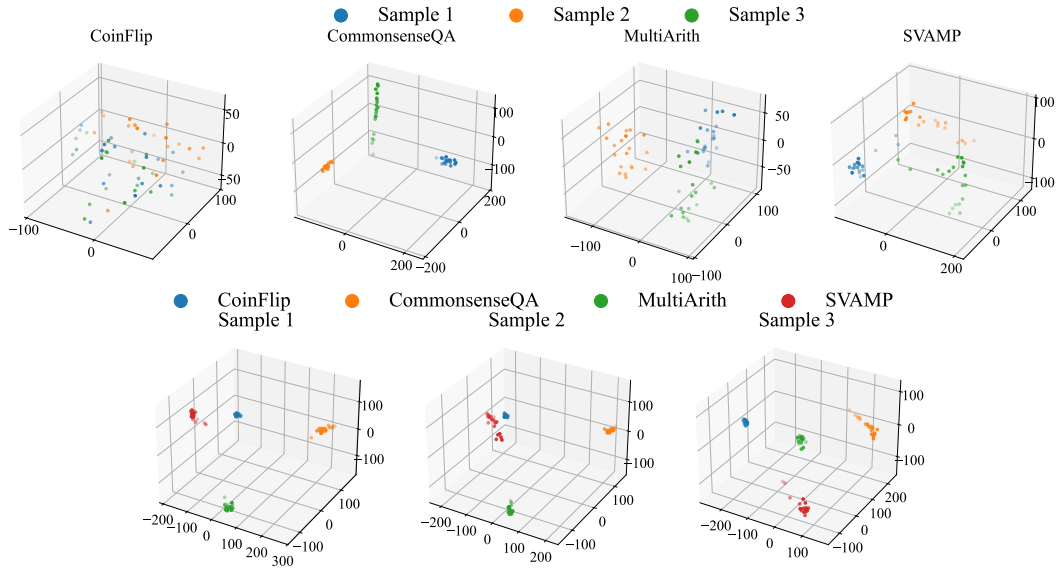 Sample 1 Sample 2 Sample 3
CoinFlip CommonsenseQA MultiArith SVAMP
50 0 −50
−100 0
0 100
100 0 −100
0 200
−200 0 200
50 0 −50
−100 0 100
−100 0 100
100 0 −100
0 200
0 100
CoinFlip CommonsenseQA MultiArith SVAMP
Sample 1 Sample 2 Sample 3
100 0 −100
−200 −100 0 100 200 300
−100 0 100
100 0 −100
−200 −100 0 100 200
−100 0 100
100 0 −100
−200 −100 0 100
−100 0 100 200